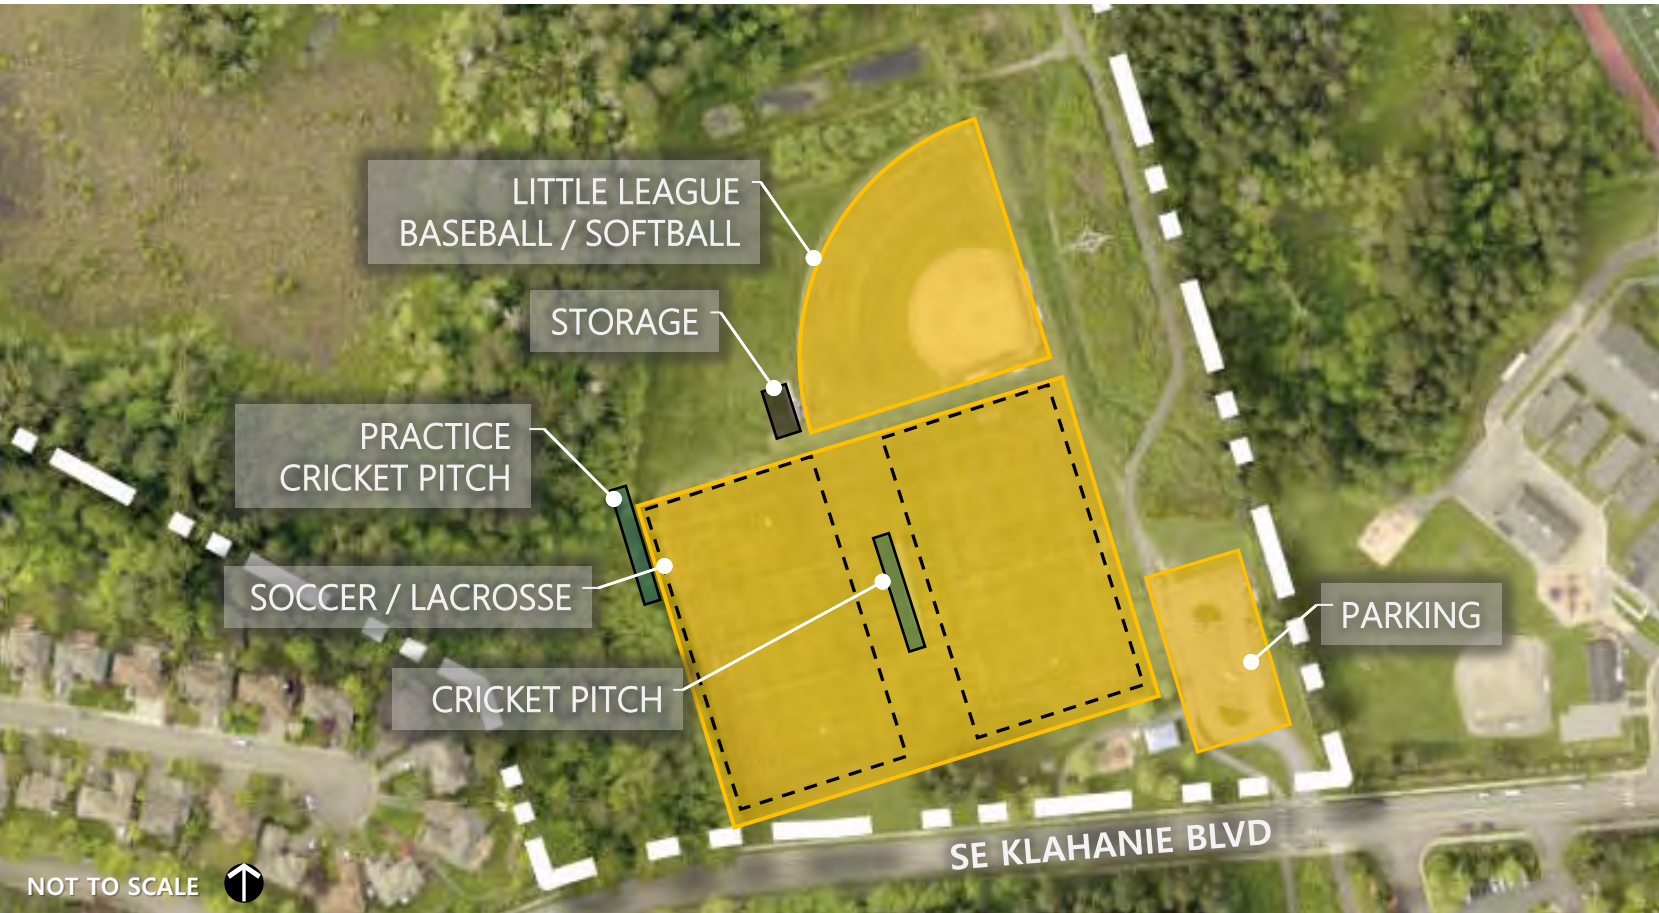 LITTLE LEAGUE
BASEBALL / SOFTBALL
STORAGE
PRACTICE
CRICKET PITCH
SOCCER / LACROSSE
PARKING
CRICKET PITCH
SE KLAHANIE BLVD
NOT TO SCALE